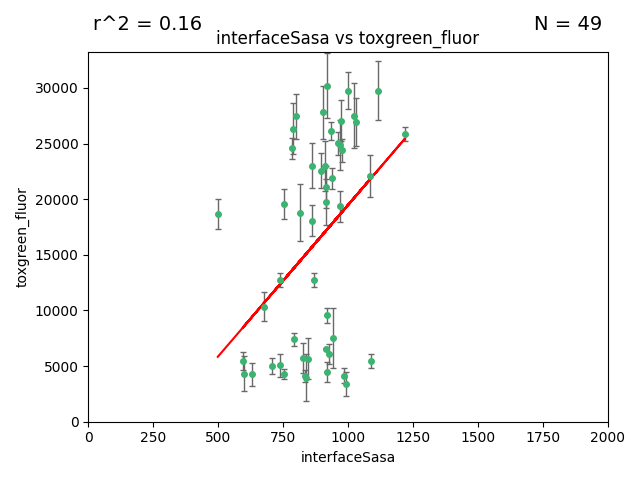 r^2 = 0.16
N = 49
interfaceSasa vs toxgreen_fluor
30000
25000
20000
15000
10000
5000
0
toxgreen_fluor
0 250 500 750 1000 1250 1500 1750 2000
interfaceSasa